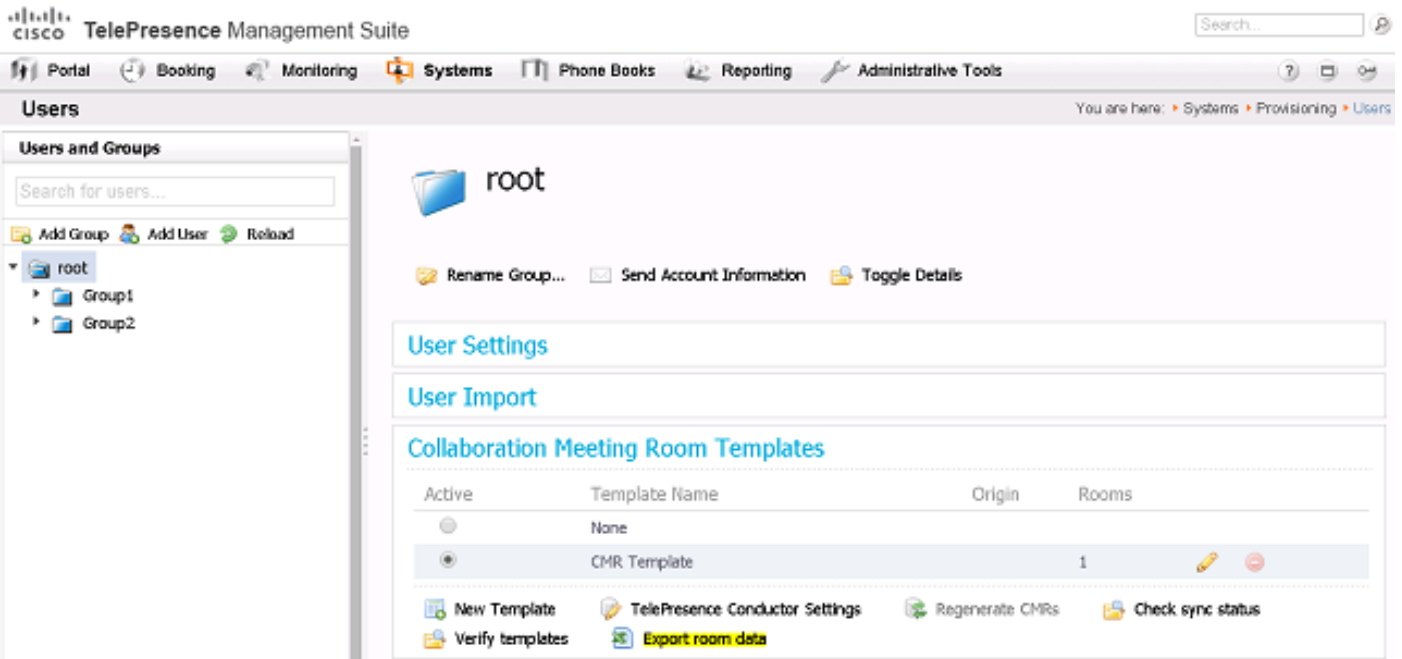 CISCO TelePresence Management Suite
Search...
Portal Booking Monitoring Systems Phone Books Reporting Administrative Tools ?
Users
You are here: Systems Provisioning Users
Users and Groups
Search for users...
Add Group Add User Reload
root
Group1
Group2
root
Rename Group... Send Account Information Toggle Details
User Settings
User Import
Collaboration Meeting Room Templates
Active Template Name Origin Rooms
None
CMR Template 1
New Template TelePresence Conductor Settings Regenerate CMRs Check sync status
Verify templates Export room data